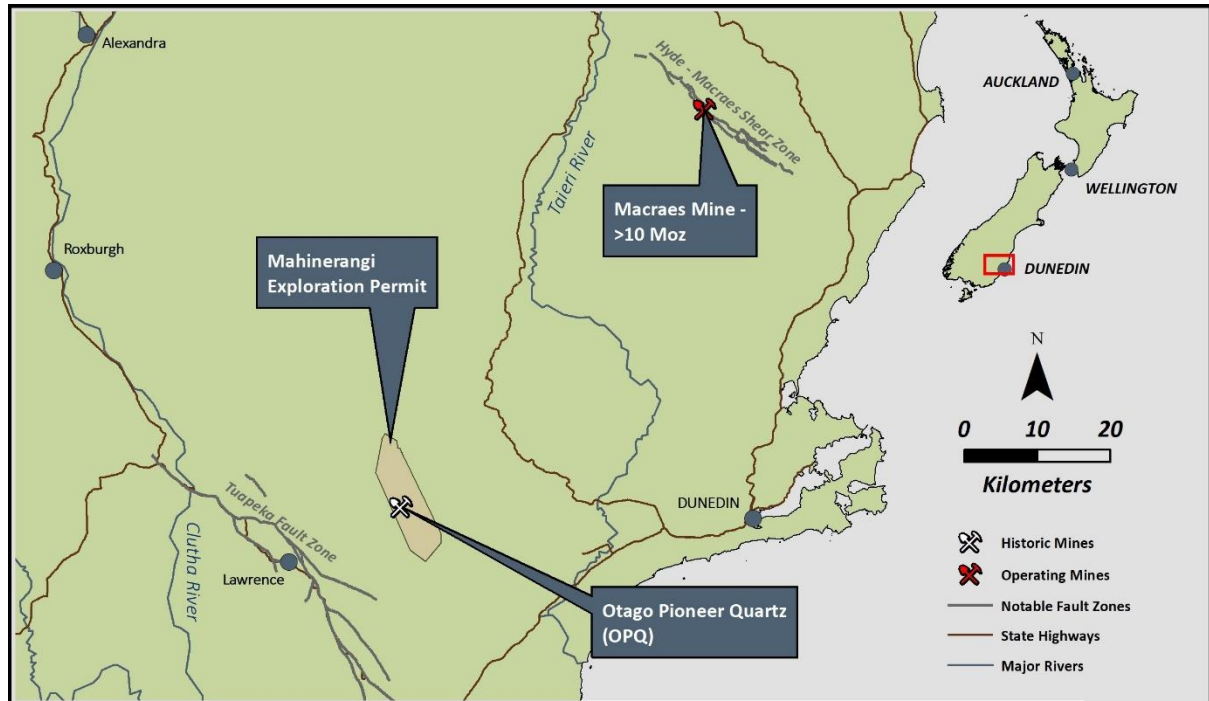 Alexandra
Hyde - Macraes Shear Zone
AUCKLAND
Taieri River
WELLINGTON
Macraes Mine -
>10 Moz
Roxburgh
Mahinerangi
Exploration Permit
DUNEDIN
N
0 10 20
Kilometers
Tuapeka Fault Zone
DUNEDIN
Clutha River
Lawrence
Otago Pioneer Quartz
(OPQ)
Historic Mines
Operating Mines
Notable Fault Zones
State Highways
Major Rivers